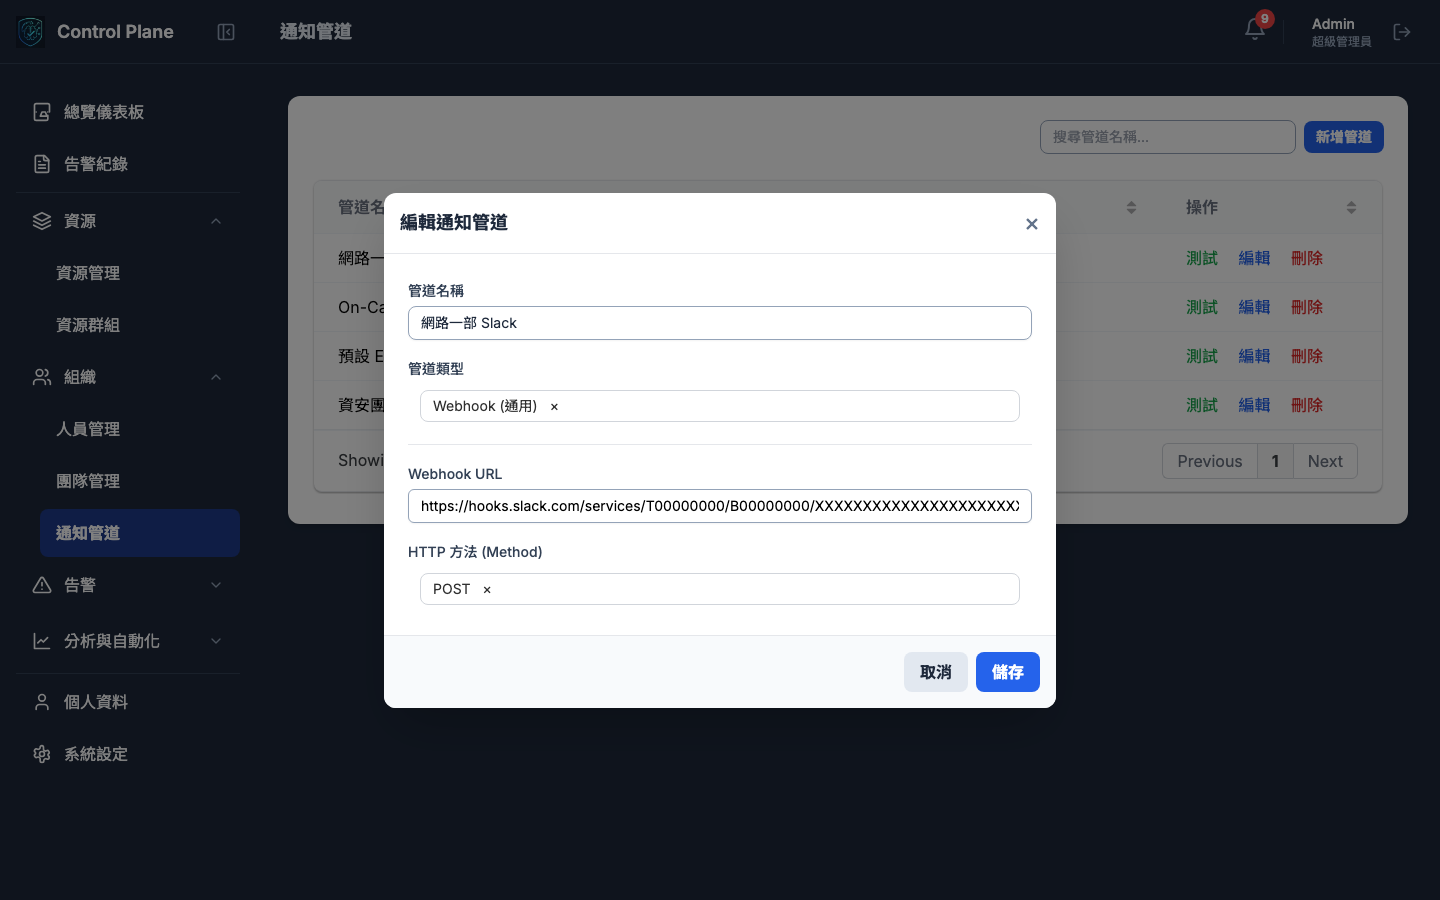 Control Plane
通知管道
9
Admin
超級管理員
總覽儀表板
告警紀錄
資源
資源管理
資源群組
組織
人員管理
團隊管理
通知管道
告警
分析與自動化
個人資料
系統設定
搜尋管道名稱...
新增管道
管道名
操作
網路一
測試 編輯 刪除
On-Ca
測試 編輯 刪除
預設 E
測試 編輯 刪除
資安團
測試 編輯 刪除
Showi
Previous 1 Next
編輯通知管道 ×
管道名稱
網路一部 Slack
管道類型
Webhook (通用) ×
Webhook URL
https://hooks.slack.com/services/T00000000/B00000000/XXXXXXXXXXXXXXXXXXXXX
HTTP 方法 (Method)
POST ×
取消
儲存